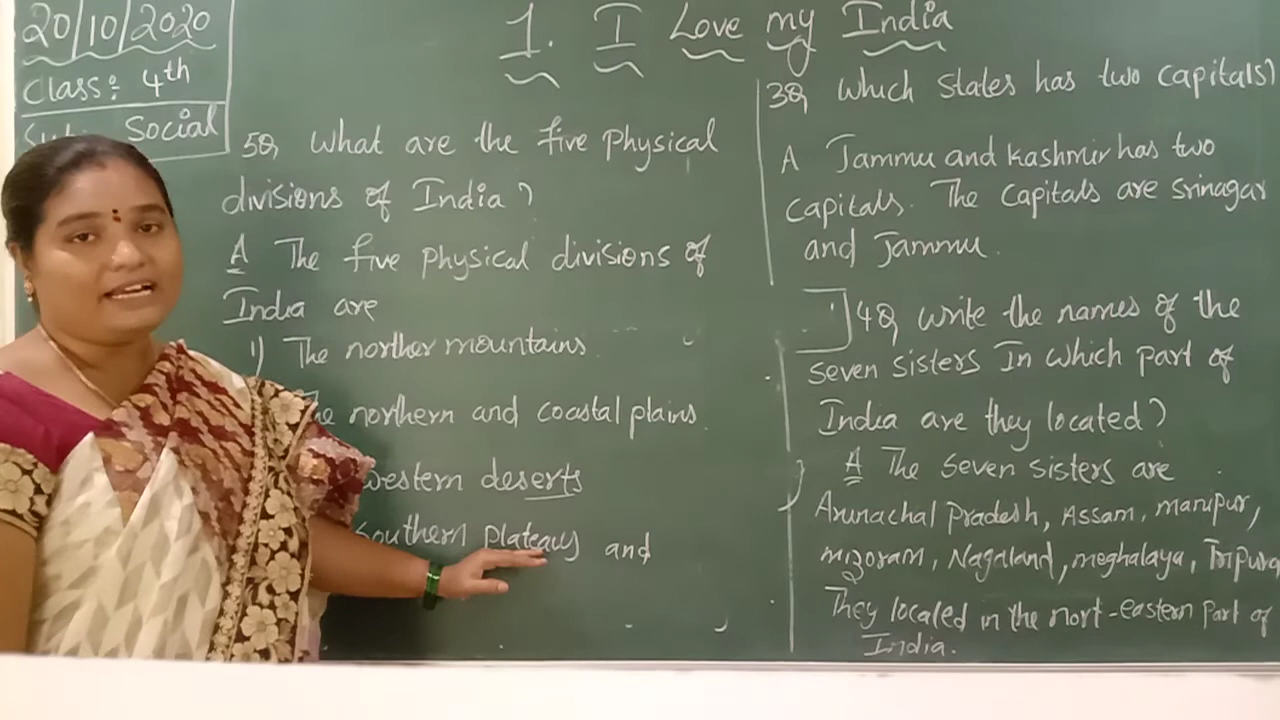 20/10/2020
Class: 4th
Social
1. I Love my India
5Q, What are the five physical
divisions of India?
A The five physical divisions of
India are
1) The norther mountains.
The northern and coastal plains.
western deserts
Southern plateaus and
3Q, Which states has two capitals?
A Jammu and Kashmir has two
capitals. The capitals are Srinagar
and Jammu.
4Q, Write the names of the
seven sisters In which part of
India are they located?
A The seven sisters are
Arunachal Pradesh, Assam, manipur,
mizoram, Nagaland, meghalaya, Tripura
They located in the nort-eastern part of
India.